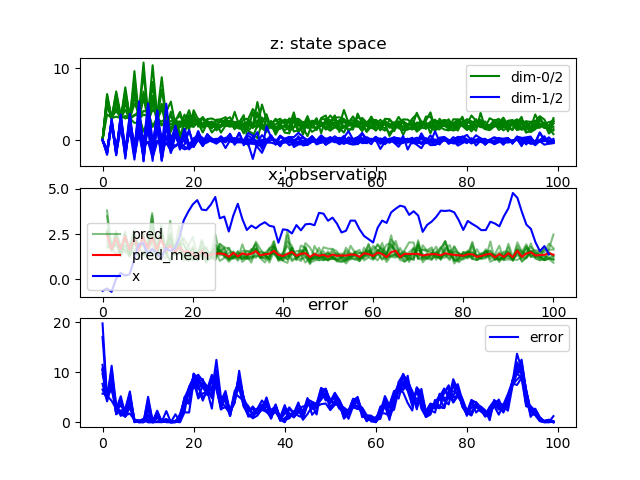 z: state space
10
0
dim-0/2
dim-1/2
0 20 40 60 80 100
x: observation
5.0
2.5
0.0
pred
pred_mean
x
0 20 40 60 80 100
error
20
10
0
error
0 20 40 60 80 100